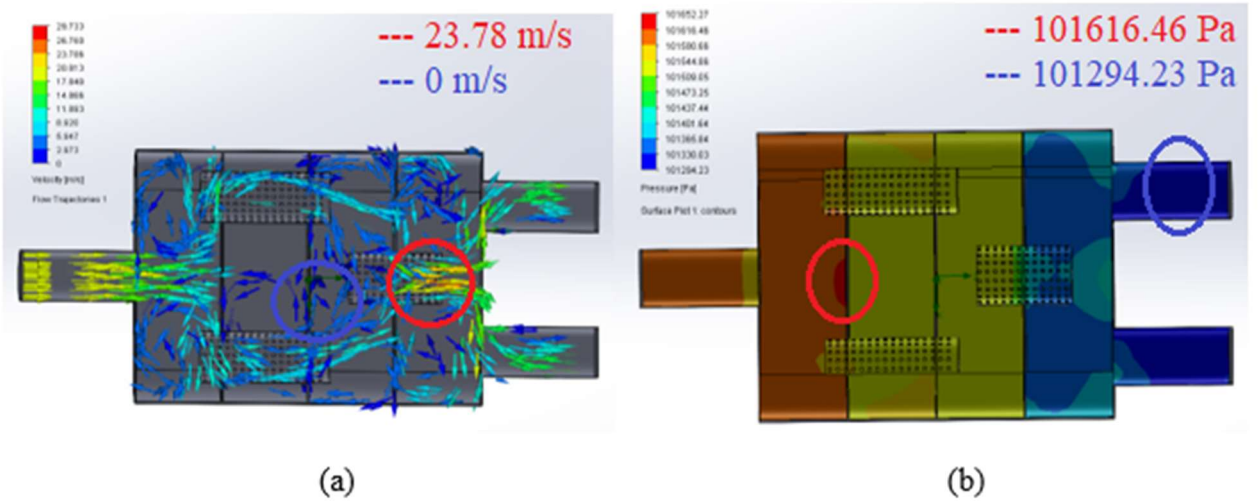 29.733
26.760
23.786
20.813
17.840
11.893
8.920
5.947
2.973
0
Velocity [m/s]
Flow Trajectories 1
--- 23.78 m/s
--- 0 m/s
101652.27
101616.46
101580.66
101544.86
101509.05
101473.25
101437.44
101401.64
101365.84
101330.03
101294.23
Pressure [Pa]
Surface Plot 1: contours
--- 101616.46 Pa
--- 101294.23 Pa
(a)
(b)